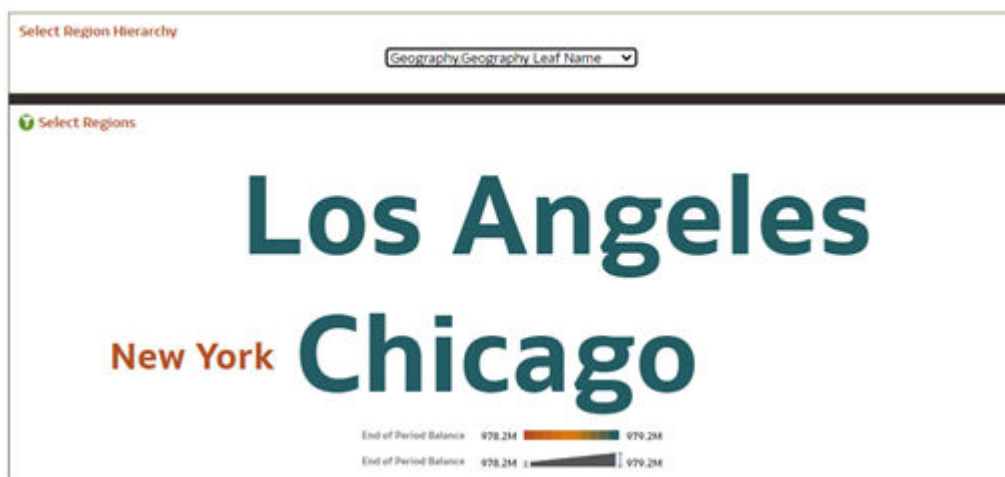 Select Region Hierarchy
Geography.Geography Leaf Name
Select Regions
Los Angeles
New York Chicago
End of Period Balance 978.2M 979.2M
End of Period Balance 978.2M 979.2M